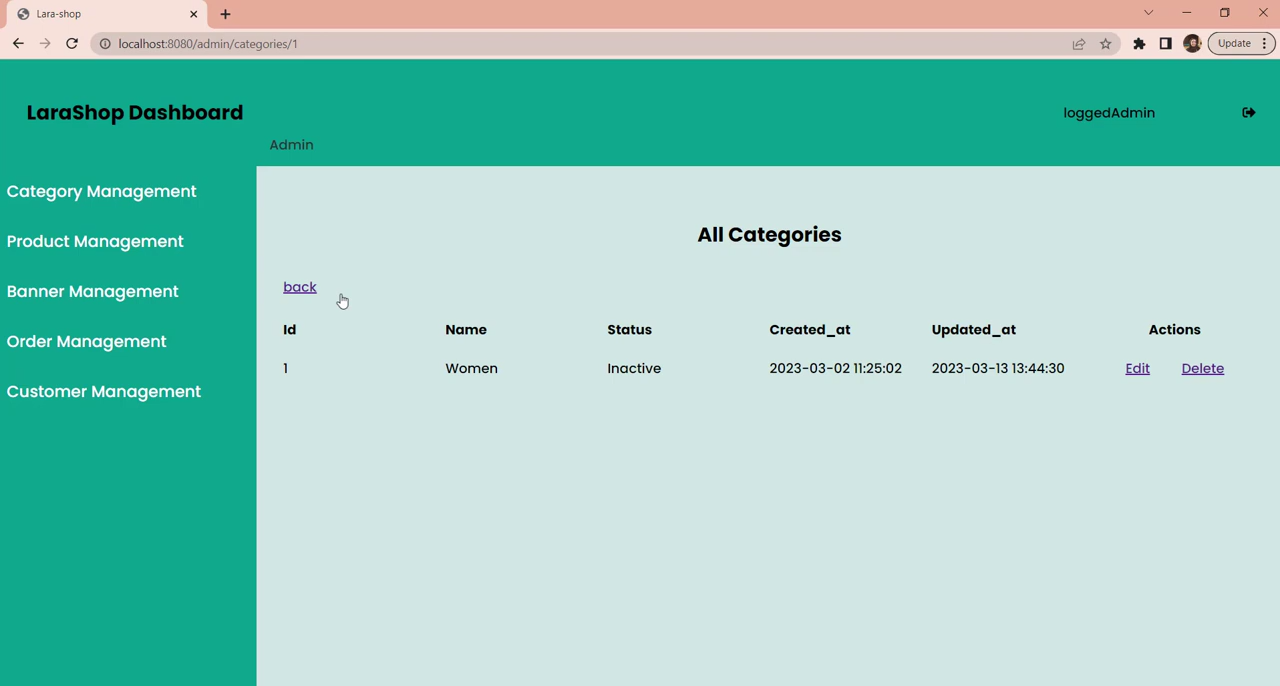 Lara-shop
localhost:8080/admin/categories/1
Update
LaraShop Dashboard
loggedAdmin
Admin
Category Management
Product Management
Banner Management
Order Management
Customer Management
All Categories
back
Id Name Status Created_at Updated_at Actions
1 Women Inactive 2023-03-02 11:25:02 2023-03-13 13:44:30 Edit Delete